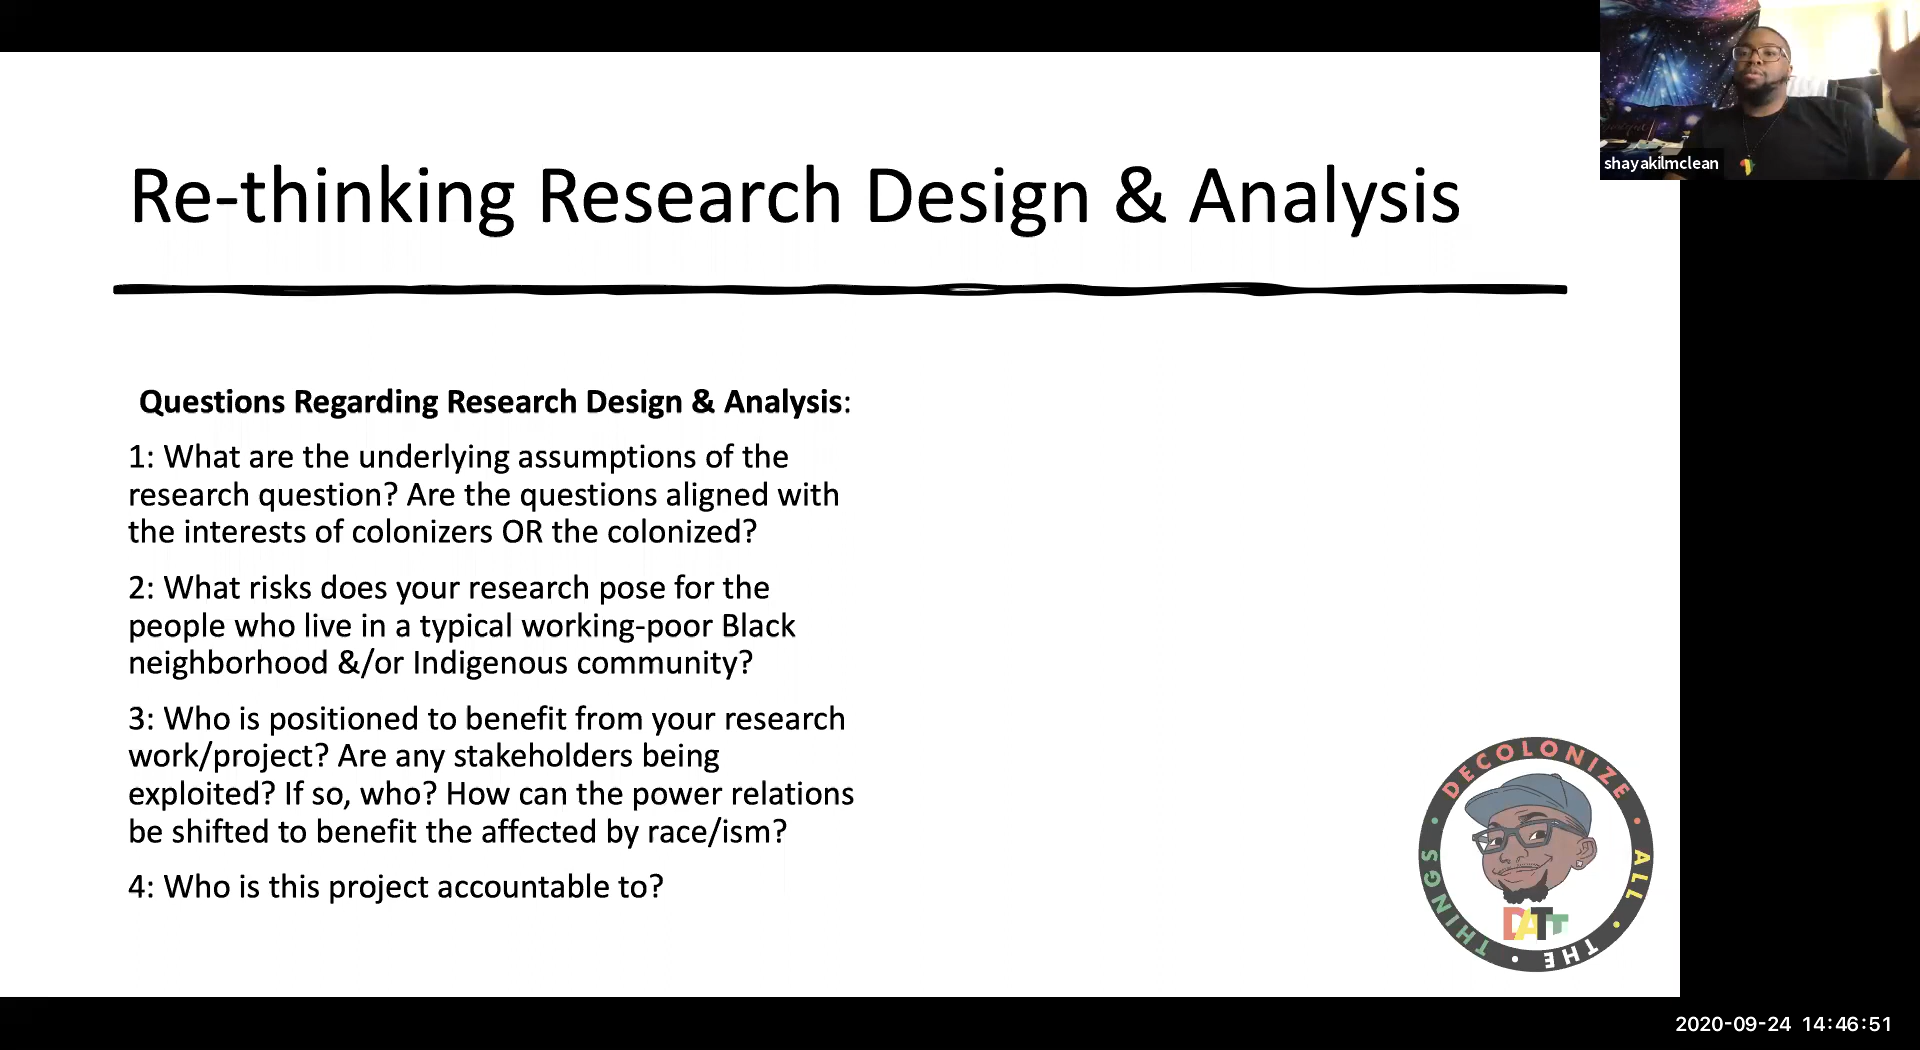 shayakilmclean
Re-thinking Research Design & Analysis
Questions Regarding Research Design & Analysis:
1: What are the underlying assumptions of the
research question? Are the questions aligned with
the interests of colonizers OR the colonized?
2: What risks does your research pose for the
people who live in a typical working-poor Black
neighborhood &/or Indigenous community?
3: Who is positioned to benefit from your research
work/project? Are any stakeholders being
exploited? If so, who? How can the power relations
be shifted to benefit the affected by race/ism?
4: Who is this project accountable to?
DECOLONIZE • ALL • THE • THINGS •
DATT
2020-09-24 14:46:51